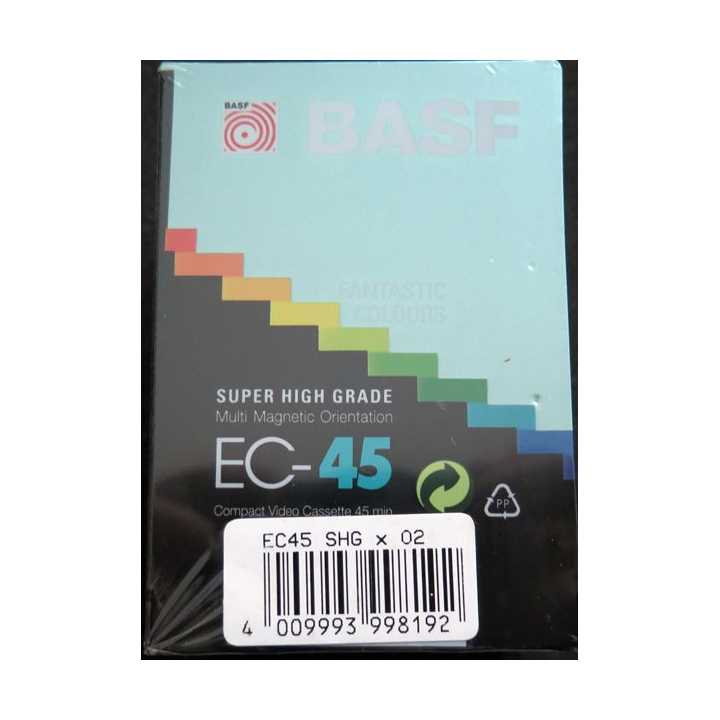 BASF
BASF
FANTASTIC
COLOURS
SUPER HIGH GRADE
Multi Magnetic Orientation
EC-45
PP
Compact Video Cassette 45 min
EC45 SHG x 02
4 009993 998192